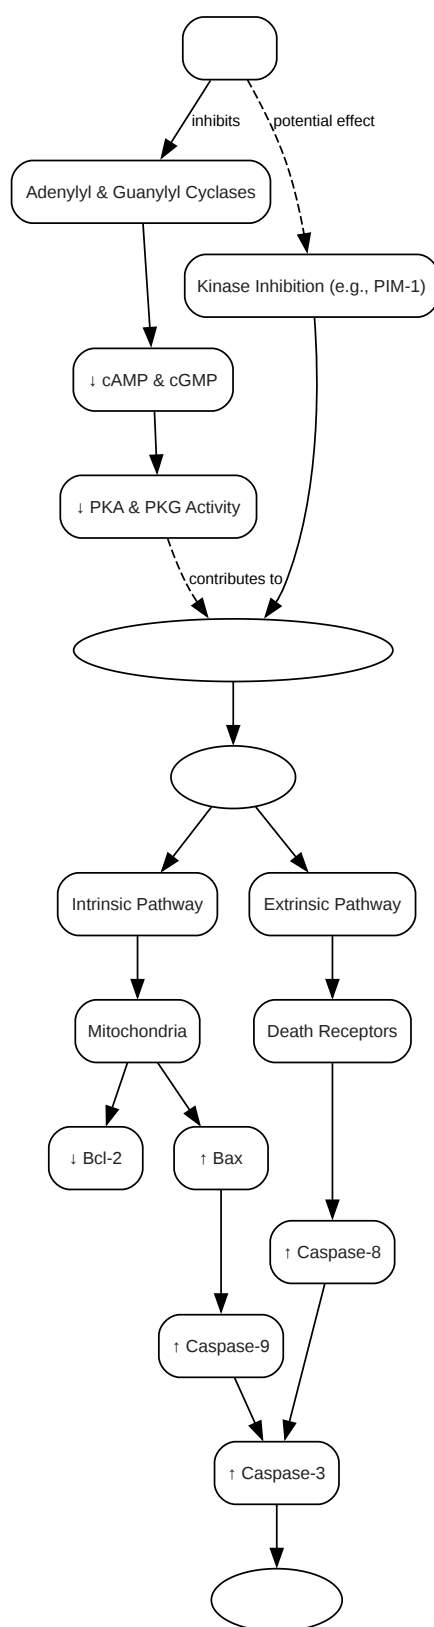 inhibits
potential effect
Adenylyl & Guanylyl Cyclases
Kinase Inhibition (e.g., PIM-1)
↓ cAMP & cGMP
↓ PKA & PKG Activity
contributes to
Intrinsic Pathway
Extrinsic Pathway
Mitochondria
Death Receptors
↓ Bcl-2
↑ Bax
↑ Caspase-8
↑ Caspase-9
↑ Caspase-3